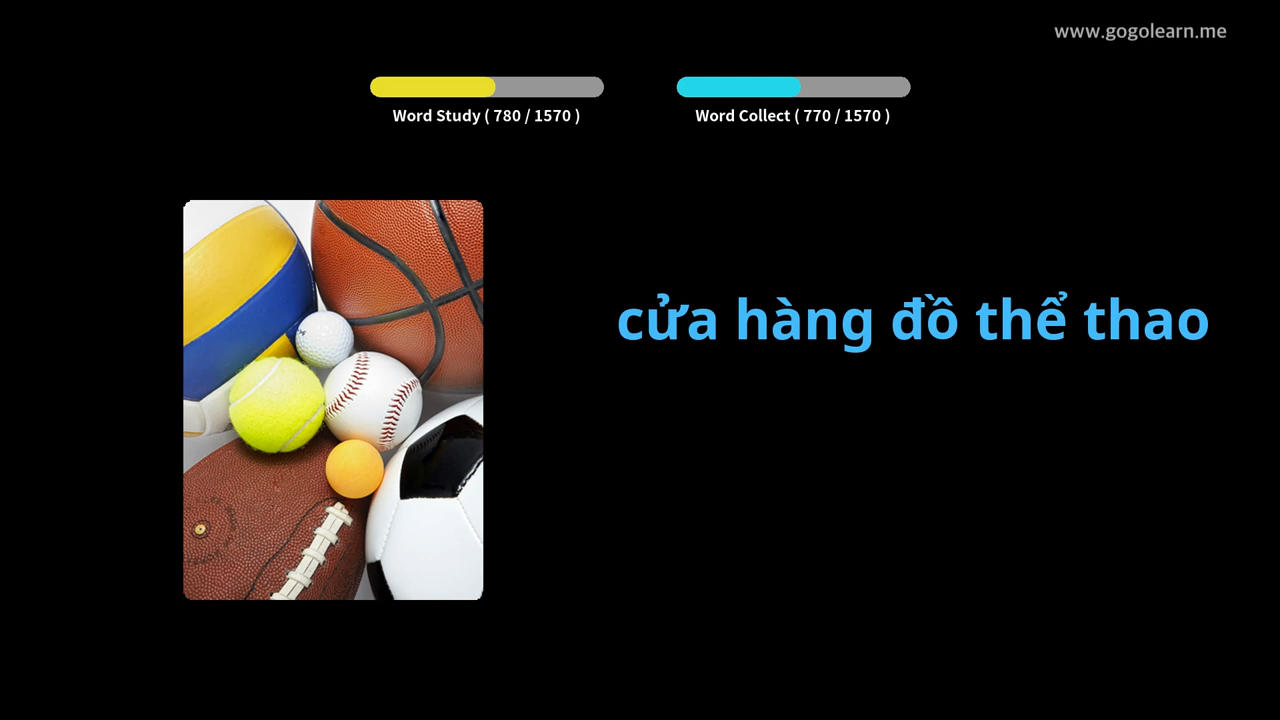 www.gogolearn.me
Word Study ( 780 / 1570 )
Word Collect ( 770 / 1570 )
cửa hàng đồ thể thao